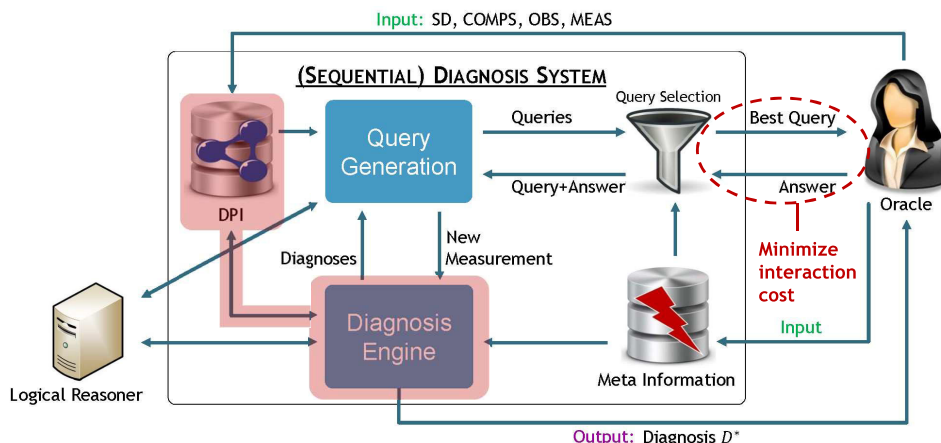 Input: SD, COMPS, OBS, MEAS
(SEQUENTIAL) DIAGNOSIS SYSTEM
Query Selection
Query
Generation
Queries
Best Query
Query+Answer
Answer
Oracle
DPI
Diagnoses
New
Measurement
Minimize
interaction
cost
Diagnosis
Engine
Input
Logical Reasoner
Meta Information
Output: Diagnosis D*